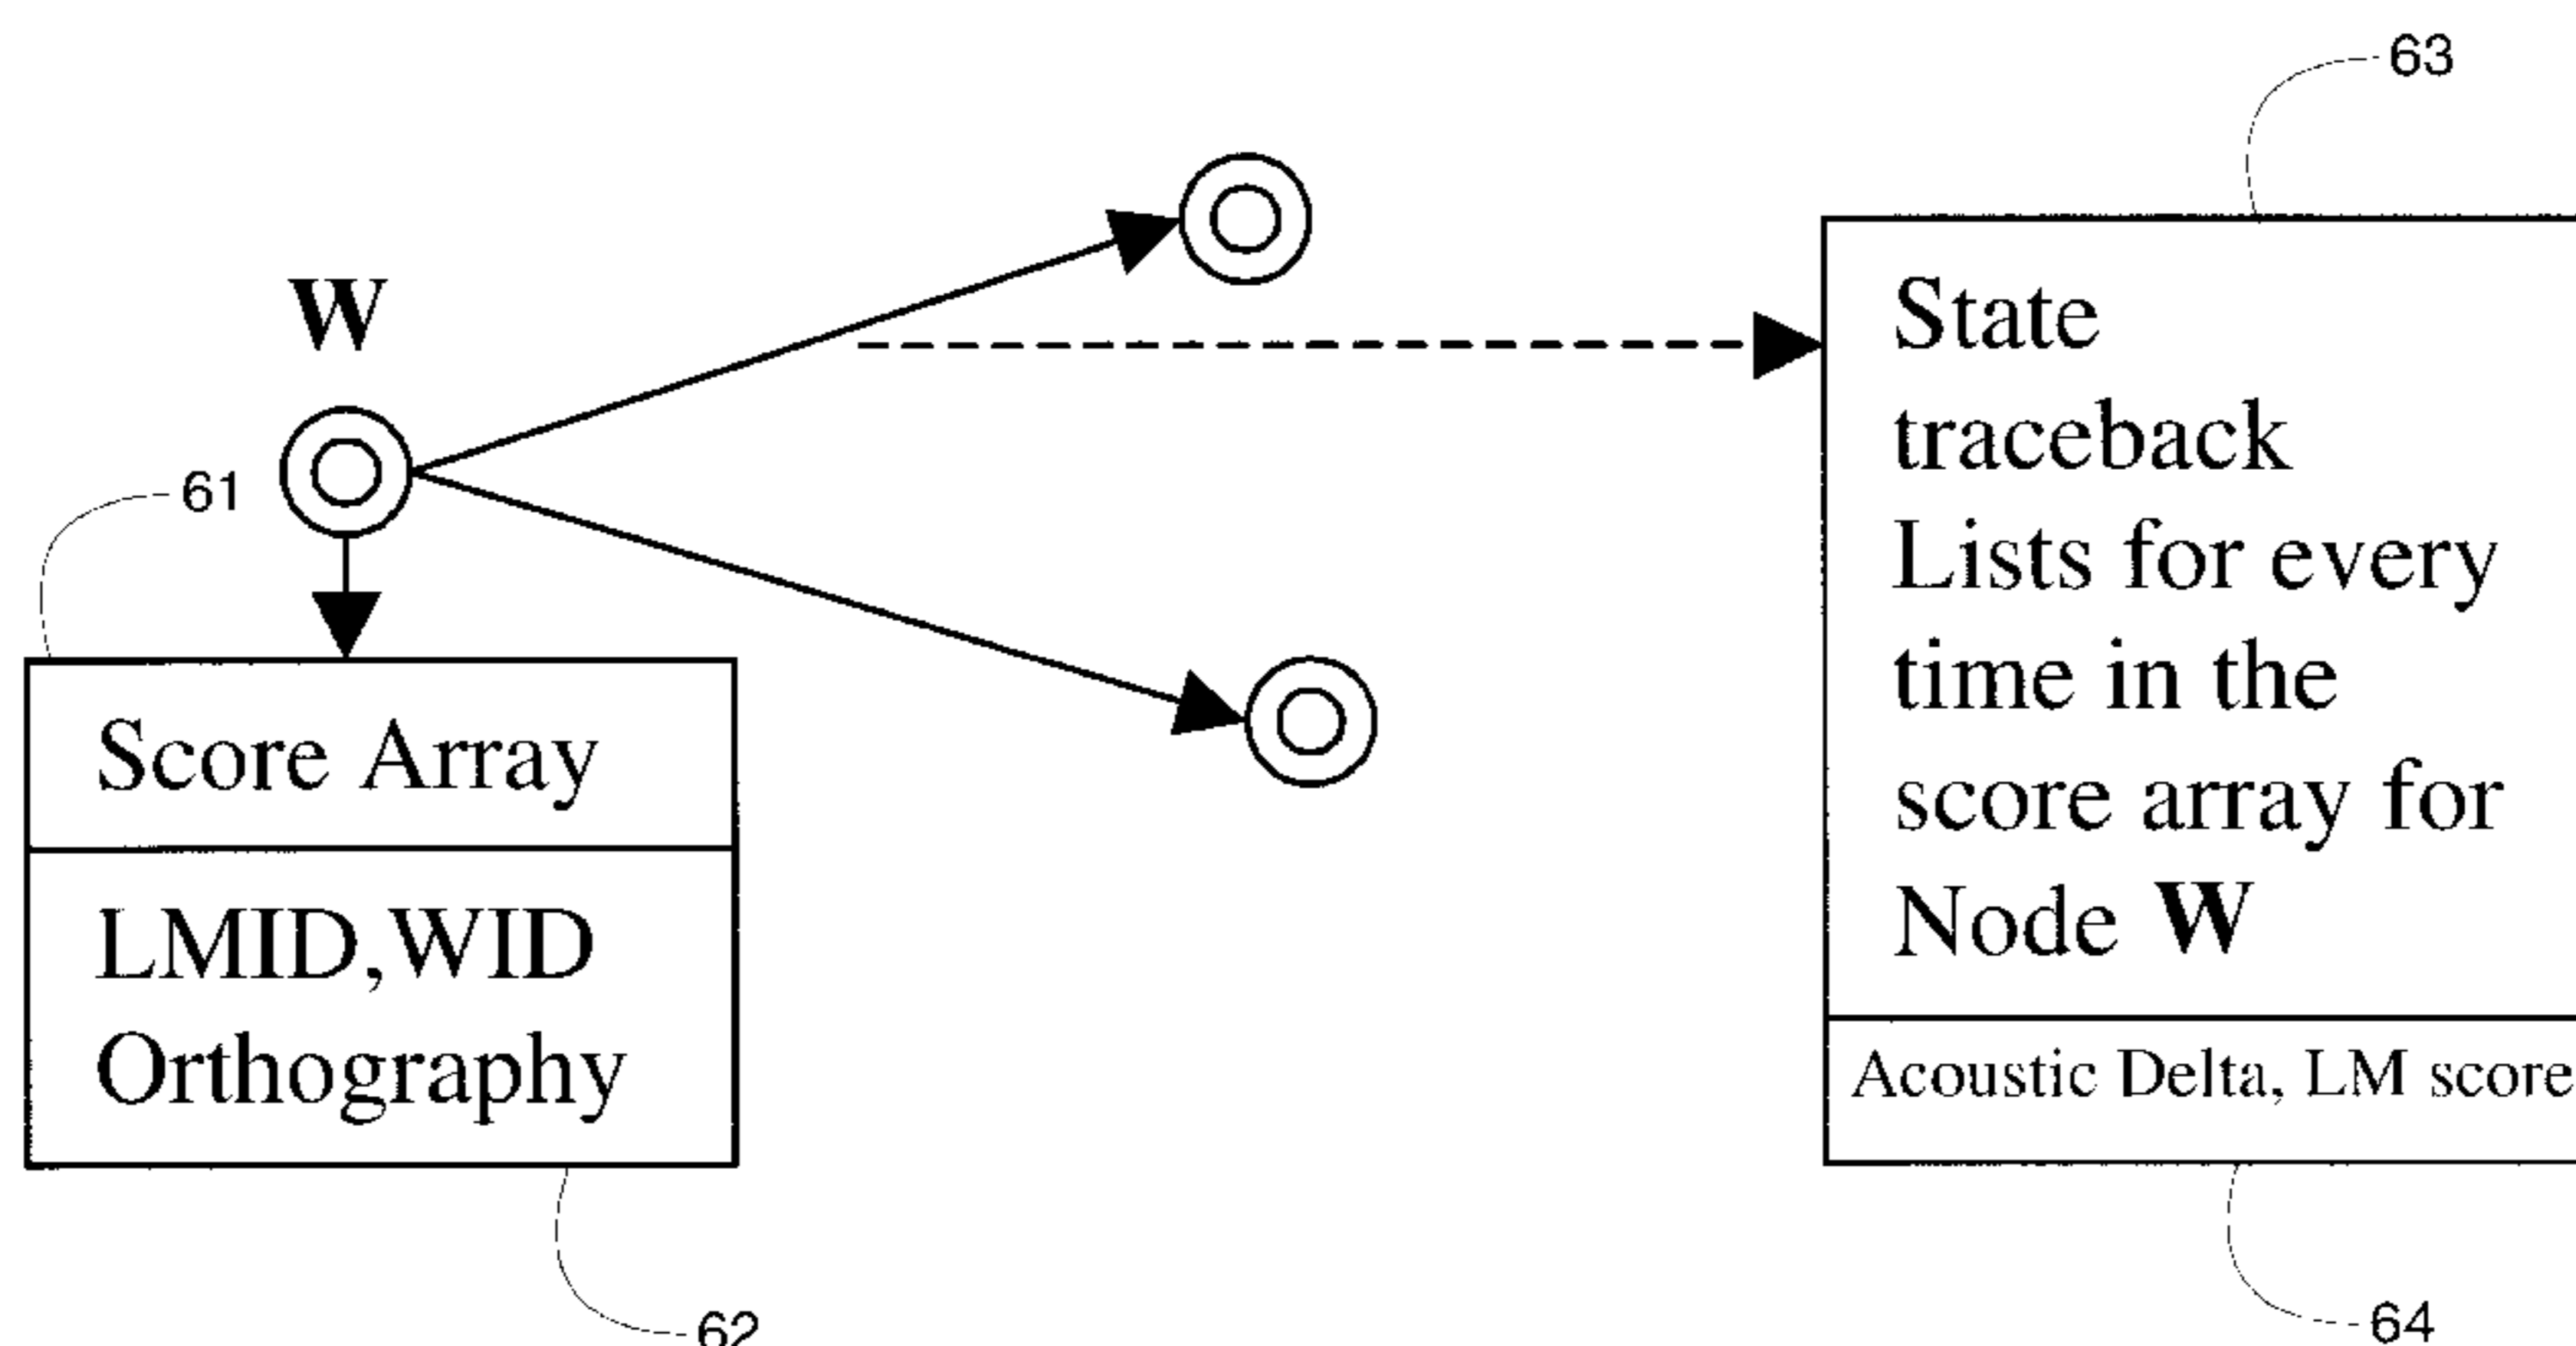 63
W
61
Score Array
LMID,WID
Orthography
62
State
traceback
Lists for every
time in the
score array for
Node W
Acoustic Delta, LM score
64